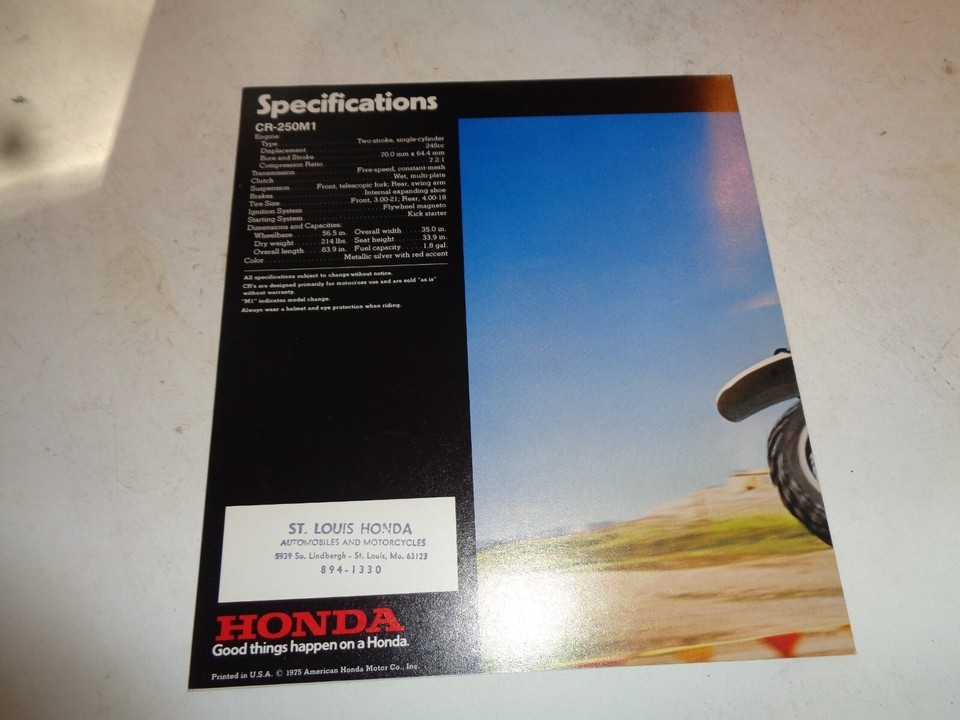 Specifications
CR-250M1
Engine
Type Two-stroke, single-cylinder
Displacement 248cc
Bore and Stroke 70.0 mm x 64.4 mm
Compression Ratio 7.2:1
Transmission Five-speed, constant-mesh
Clutch Wet, multi-plate
Suspension Front, telescopic fork; Rear, swing arm
Brakes Internal expanding shoe
Tire Size Front, 3.00-21; Rear, 4.00-18
Ignition System Flywheel magneto
Starting System Kick starter
Dimensions and Capacities:
Wheelbase 56.5 in. Overall width 35.0 in.
Dry weight 214 lbs. Seat height 33.9 in.
Overall length 83.9 in. Fuel capacity 1.8 gal.
Color Metallic silver with red accent
All specifications subject to change without notice.
CR's are designed primarily for motocross use and are sold "as is"
without warranty.
"M1" indicates model change.
Always wear a helmet and eye protection when riding.
ST. LOUIS HONDA
AUTOMOBILES AND MOTORCYCLES
5939 So. Lindbergh - St. Louis, Mo. 63123
894-1330
HONDA
Good things happen on a Honda.
Printed in U.S.A. © 1975 American Honda Motor Co., Inc.